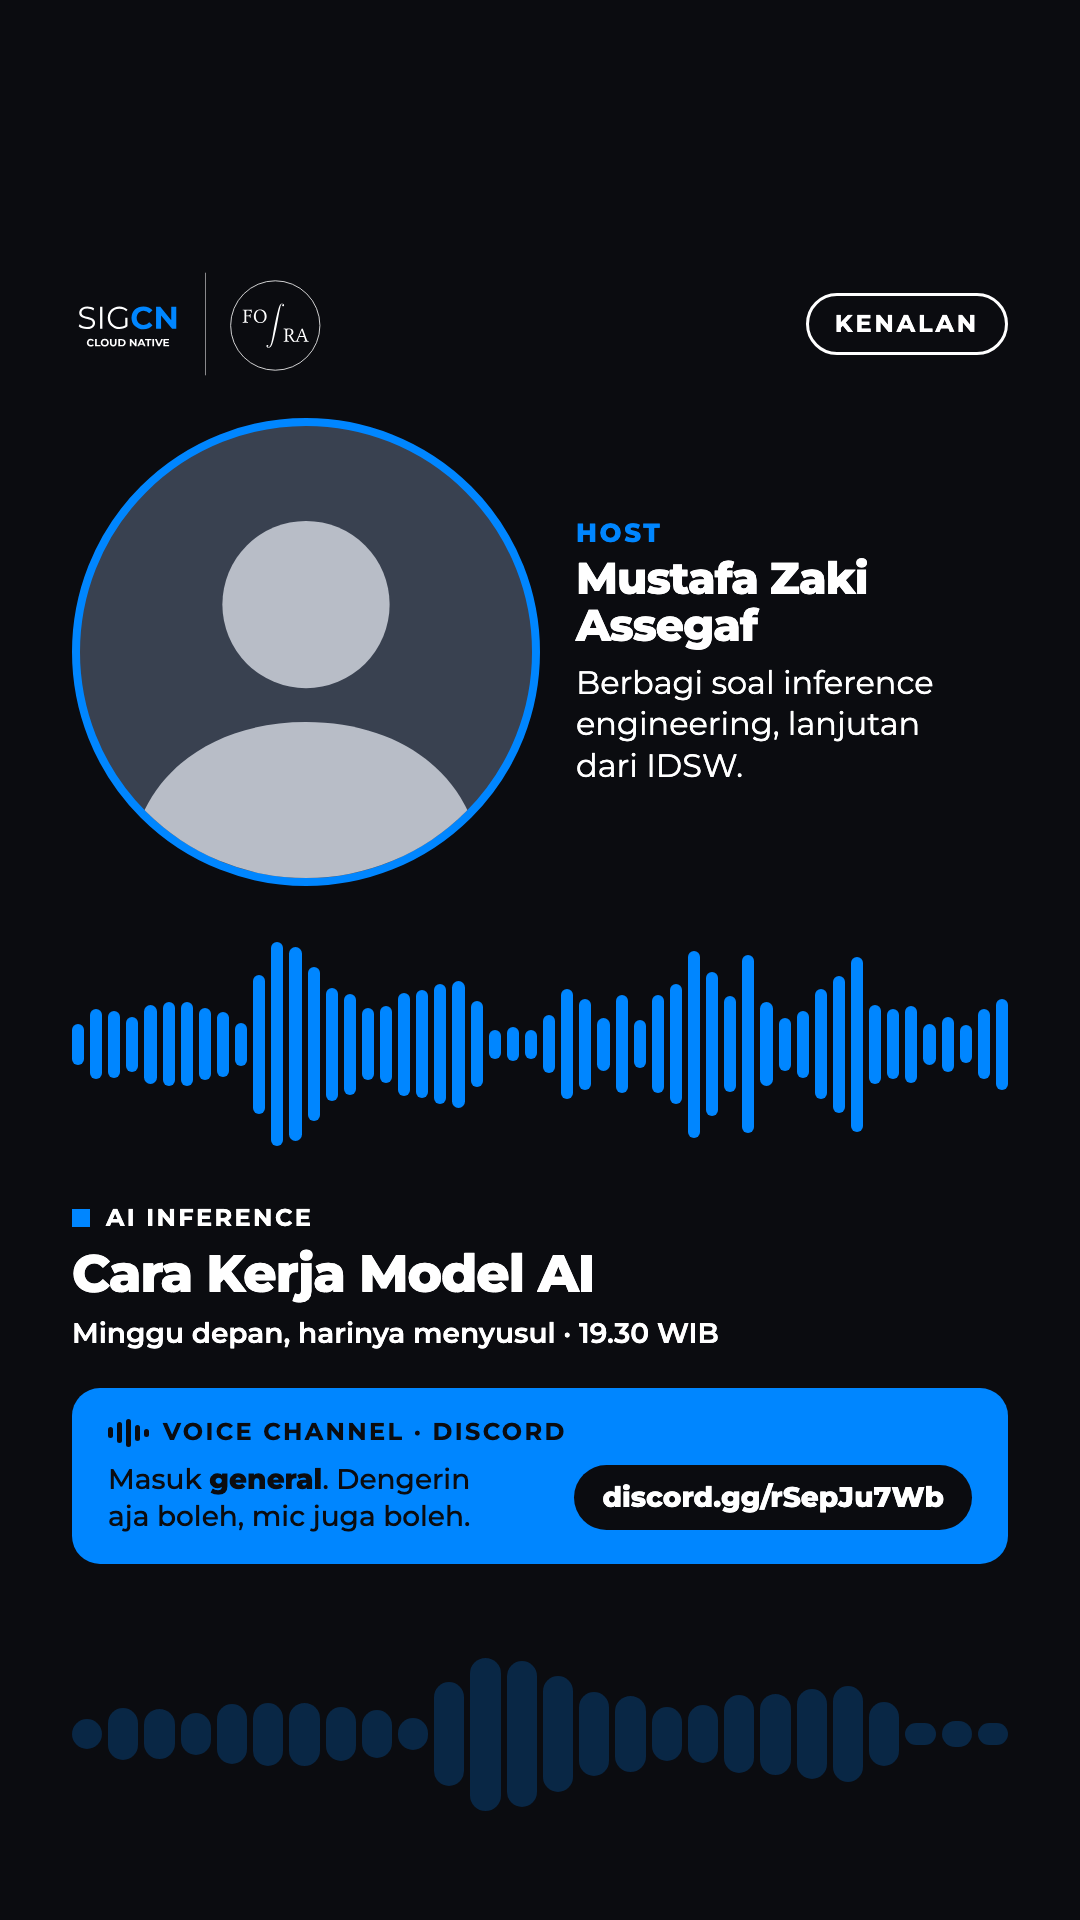 SIGCN
CLOUD NATIVE
FO
RA
KENALAN
HOST
Mustafa Zaki
Assegaf
Berbagi soal inference
engineering, lanjutan
dari IDSW.
AI INFERENCE
Cara Kerja Model AI
Minggu depan, harinya menyusul · 19.30 WIB
VOICE CHANNEL · DISCORD
Masuk general. Dengerin
aja boleh, mic juga boleh.
discord.gg/rSepJu7Wb